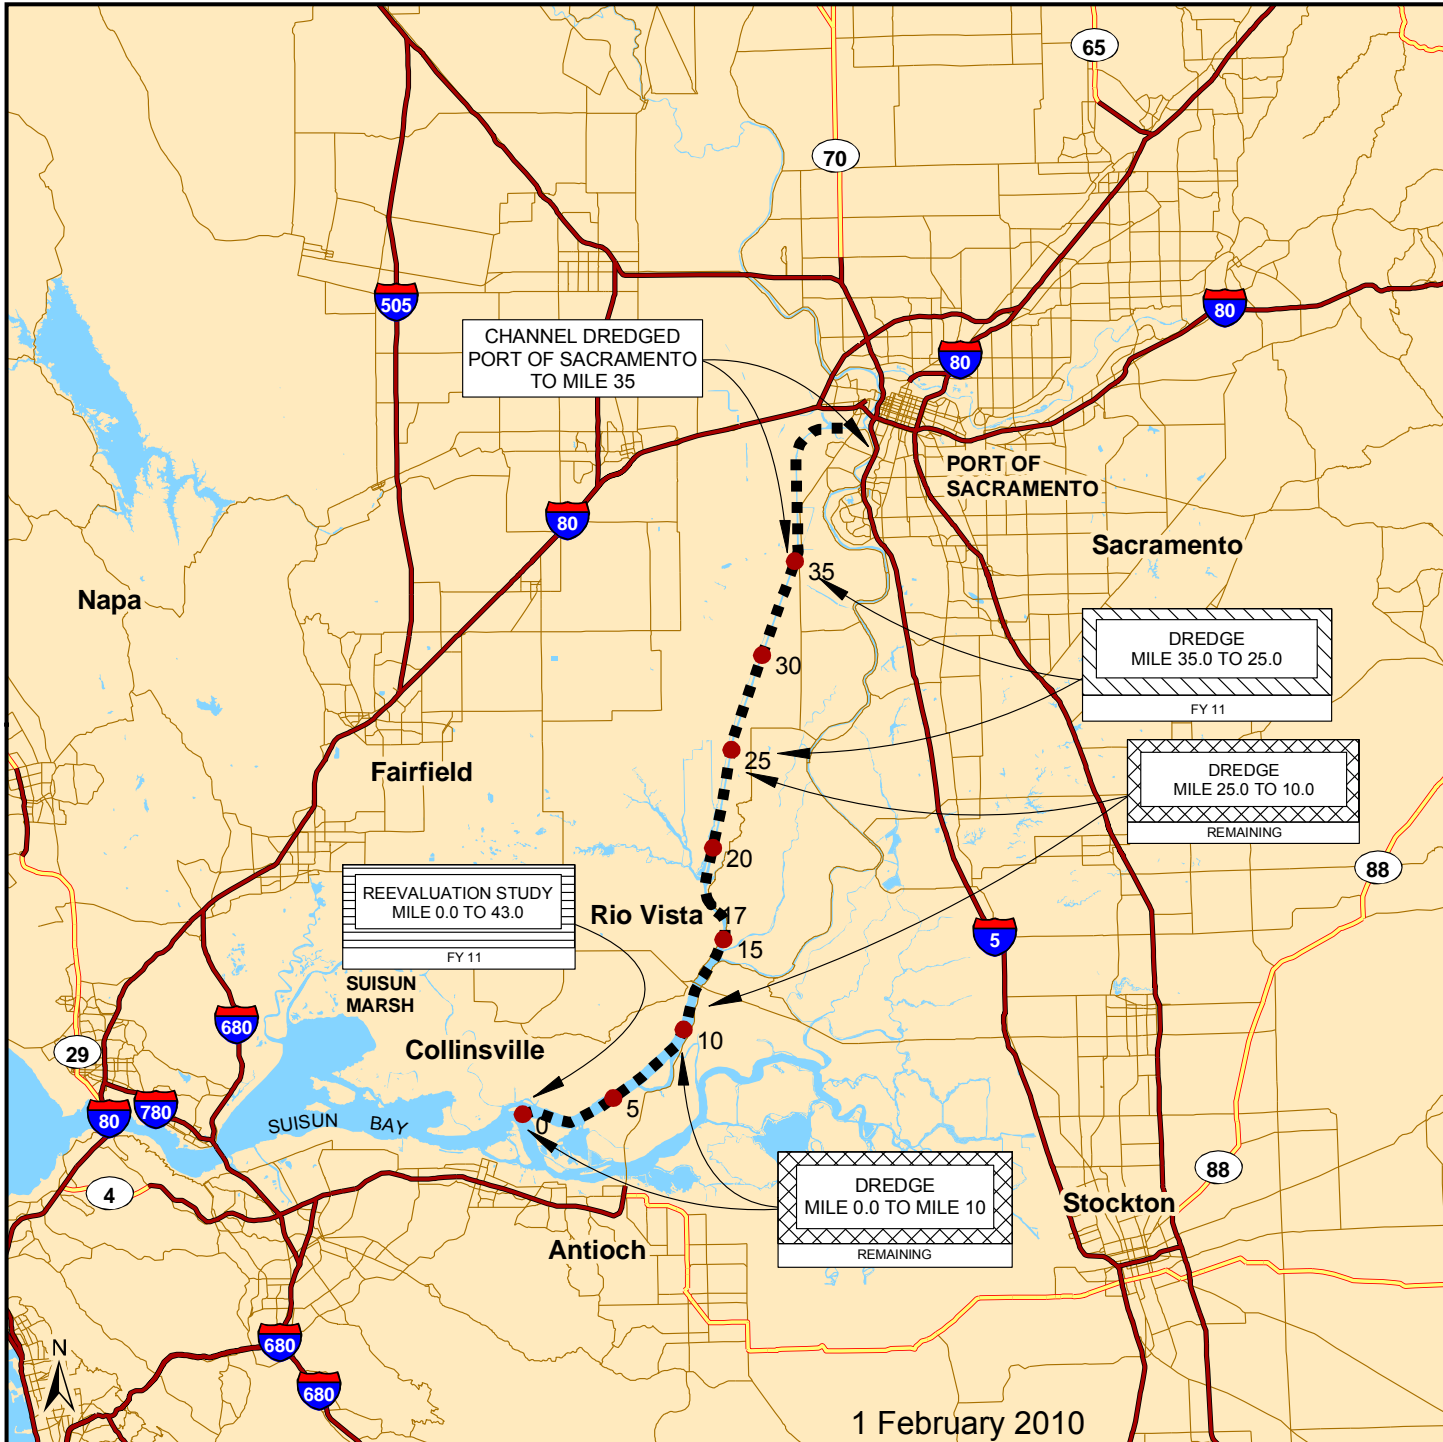 65
70
505
CHANNEL DREDGED
PORT OF SACRAMENTO
TO MILE 35
80
80
PORT OF
SACRAMENTO
80
Sacramento
35
Napa
DREDGE
MILE 35.0 TO 25.0
FY 11
30
25
Fairfield
DREDGE
MILE 25.0 TO 10.0
REMAINING
20
88
REEVALUATION STUDY
MILE 0.0 TO 43.0
FY 11
Rio Vista
17
15
5
SUISUN
MARSH
680
10
Collinsville
29
780
80
SUISUN BAY
0
5
4
DREDGE
MILE 0.0 TO MILE 10
REMAINING
88
Stockton
Antioch
N
680
680
1 February 2010